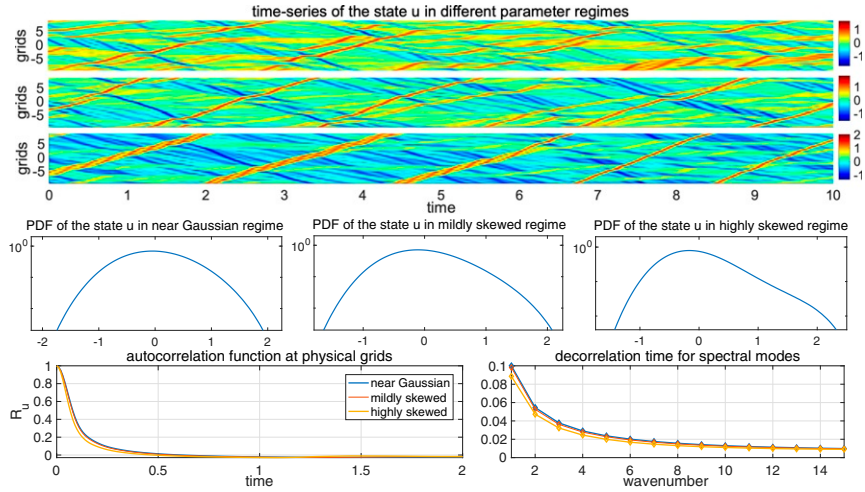 time-series of the state u in different parameter regimes
grids
5
0
-5
1
0
-1
grids
5
0
-5
1
0
-1
grids
5
0
-5
2
1
0
-1
0 1 2 3 4 5 6 7 8 9 10
time
PDF of the state u in near Gaussian regime
10^0
-2 -1 0 1 2
PDF of the state u in mildly skewed regime
10^0
-1 0 1 2
PDF of the state u in highly skewed regime
10^0
-1 0 1 2
autocorrelation function at physical grids
R_u
1
0.8
0.6
0.4
0.2
0
near Gaussian
mildly skewed
highly skewed
0 0.5 1 1.5 2
time
decorrelation time for spectral modes
0.1
0.08
0.06
0.04
0.02
0.00
2 4 6 8 10 12 14
wavenumber